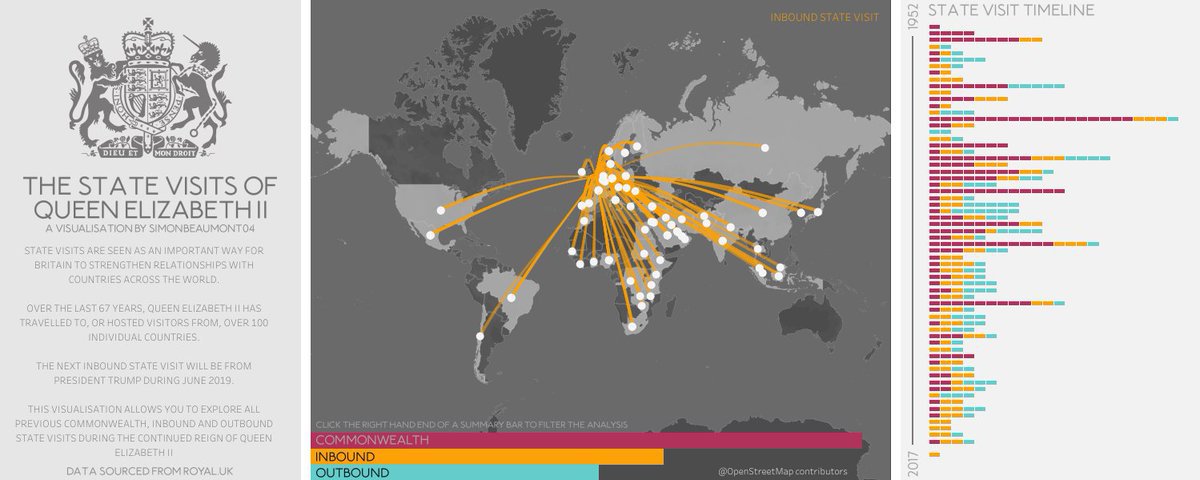 DIEU ET MON DROIT
THE STATE VISITS OF
QUEEN ELIZABETH II
A VISUALISATION BY SIMONBEAUMONT04
STATE VISITS ARE SEEN AS AN IMPORTANT WAY FOR
BRITAIN TO STRENGTHEN RELATIONSHIPS WITH
COUNTRIES ACROSS THE WORLD.
OVER THE LAST 67 YEARS, QUEEN ELIZABETH II HAS
TRAVELLED TO, OR HOSTED VISITORS FROM, OVER 100
INDIVIDUAL COUNTRIES.
THE NEXT INBOUND STATE VISIT WILL BE FROM
PRESIDENT TRUMP DURING JUNE 2019.
THIS VISUALISATION ALLOWS YOU TO EXPLORE ALL
PREVIOUS COMMONWEALTH, INBOUND AND OUTBOUND
STATE VISITS DURING THE CONTINUED REIGN OF QUEEN
ELIZABETH II
DATA SOURCED FROM ROYAL.UK
INBOUND STATE VISIT
CLICK THE RIGHT HAND END OF A SUMMARY BAR TO FILTER THE ANALYSIS
COMMONWEALTH
INBOUND
OUTBOUND
@OpenStreetMap contributors
STATE VISIT TIMELINE
1952
2017